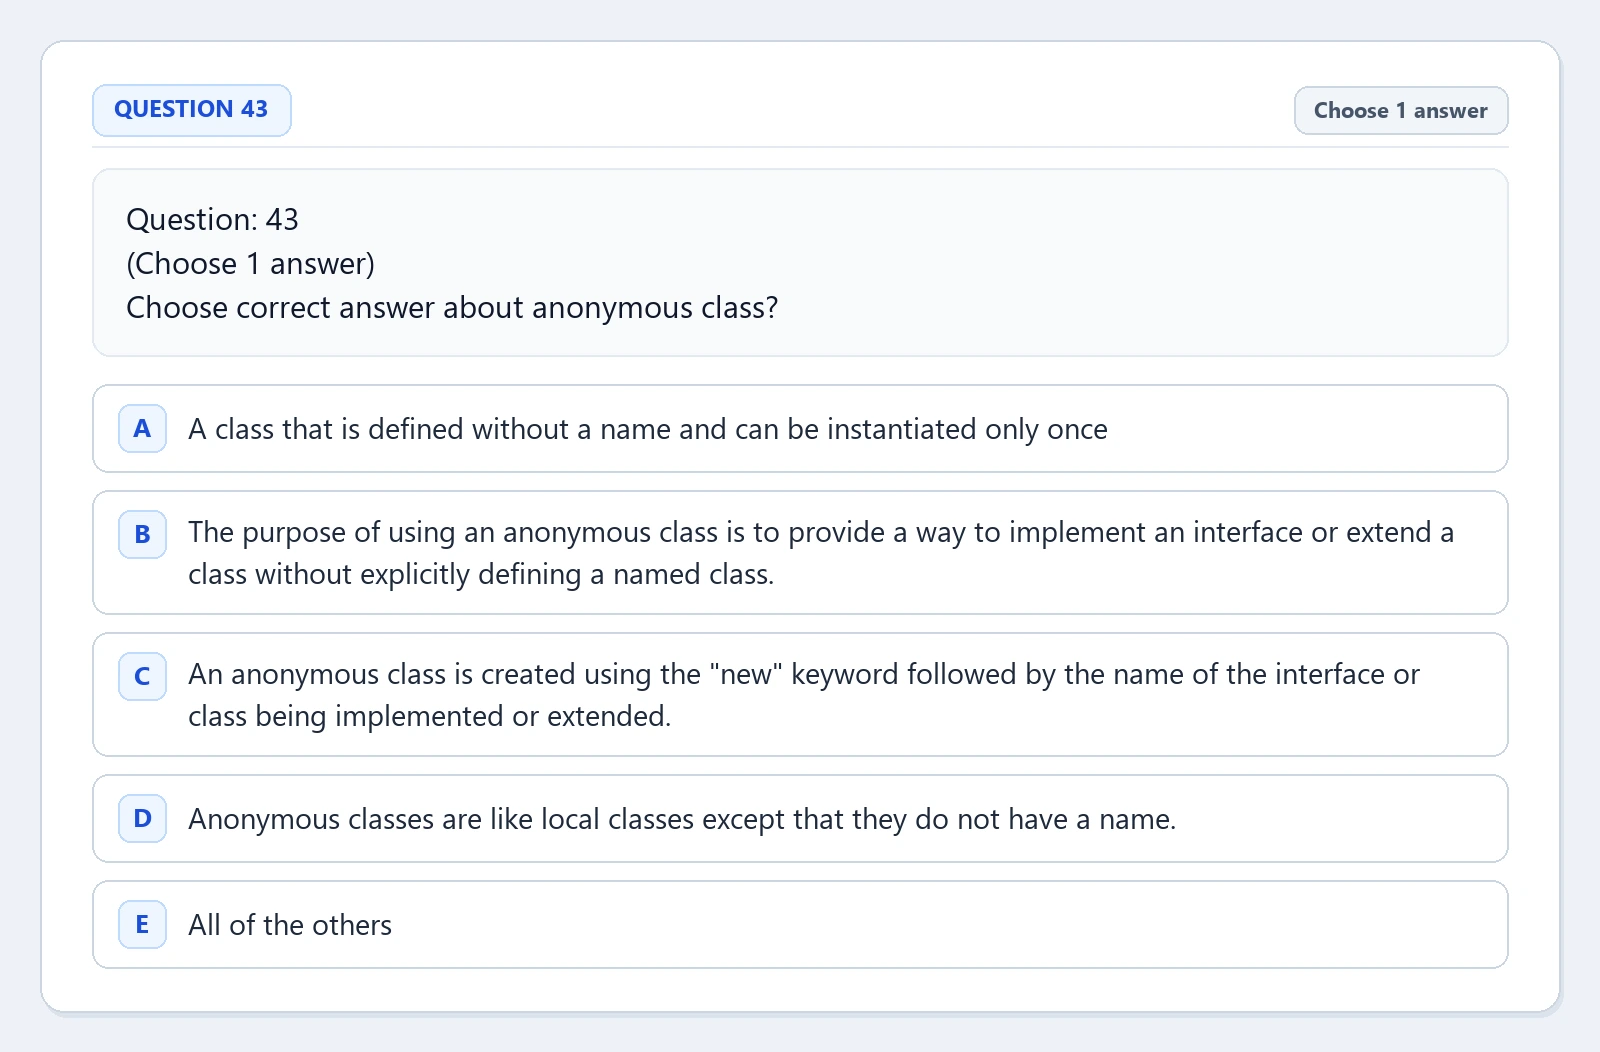 QUESTION 43
Choose 1 answer
Question: 43
(Choose 1 answer)
Choose correct answer about anonymous class?
A
A class that is defined without a name and can be instantiated only once
B
The purpose of using an anonymous class is to provide a way to implement an interface or extend a
class without explicitly defining a named class.
C
An anonymous class is created using the "new" keyword followed by the name of the interface or
class being implemented or extended.
D
Anonymous classes are like local classes except that they do not have a name.
E
All of the others